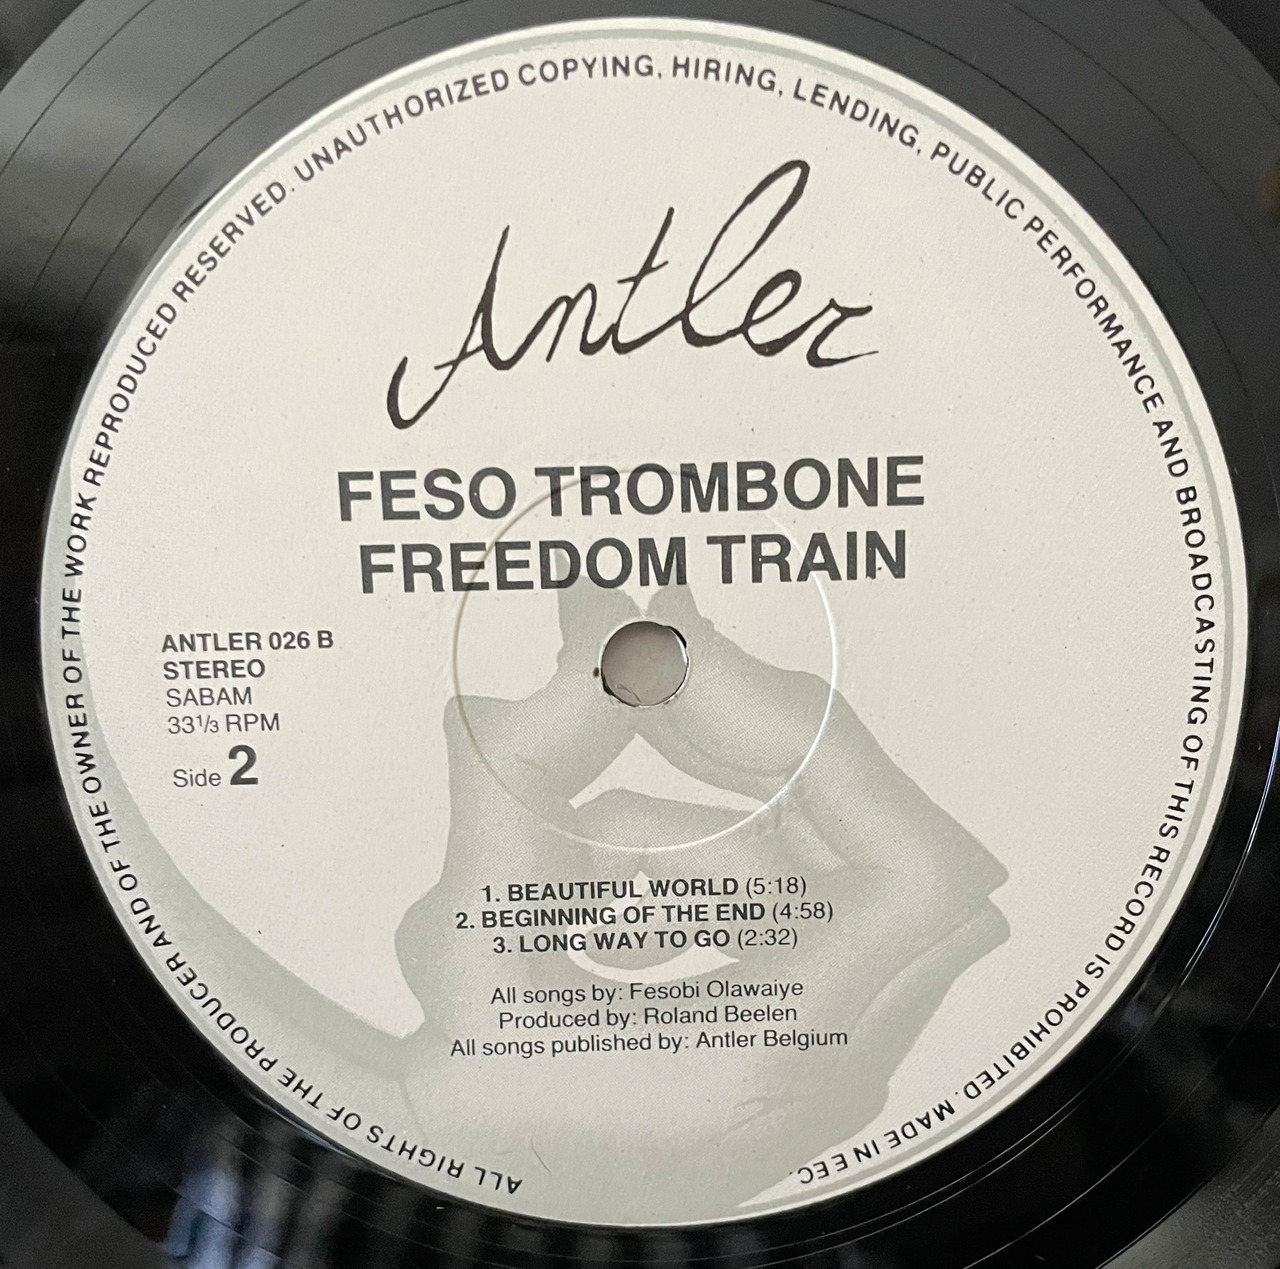 Antler
FESO TROMBONE
FREEDOM TRAIN
ANTLER 026 B
STEREO
SABAM
33 1/3 RPM
Side 2
1. BEAUTIFUL WORLD (5:18)
2. BEGINNING OF THE END (4:58)
3. LONG WAY TO GO (2:32)
All songs by: Fesobi Olawaiye
Produced by: Roland Beelen
All songs published by: Antler Belgium
ALL RIGHTS OF THE PRODUCER AND OF THE OWNER OF THE WORK REPRODUCED RESERVED. UNAUTHORIZED COPYING, HIRING, LENDING, PUBLIC PERFORMANCE AND BROADCASTING OF THIS RECORD IS PROHIBITED. MADE IN EEC.